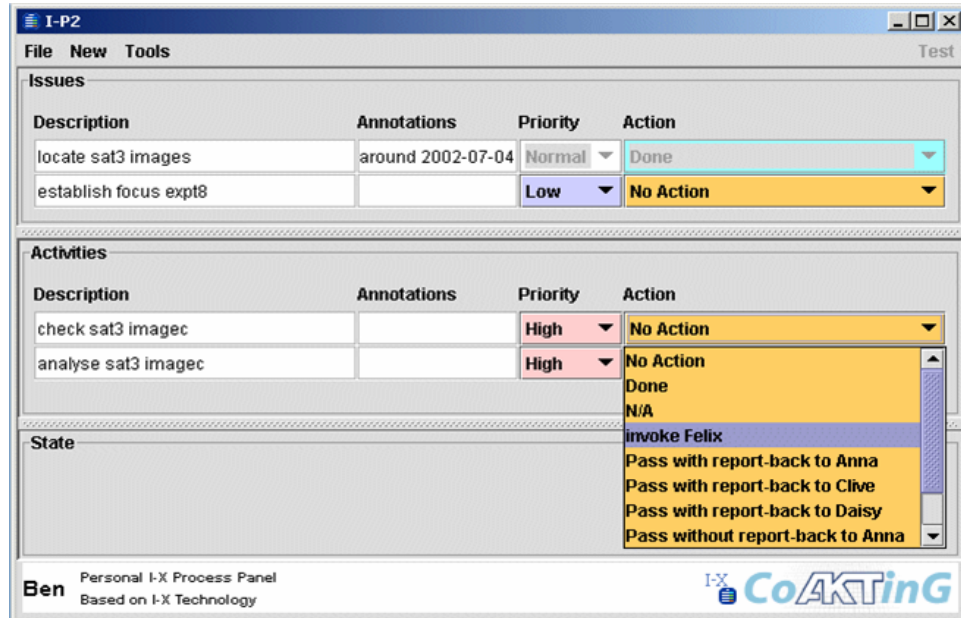 I-P2
File New Tools Test
Issues
Description Annotations Priority Action
locate sat3 images around 2002-07-04 Normal Done
establish focus expt8 Low No Action
Activities
Description Annotations Priority Action
check sat3 imagec High No Action
analyse sat3 imagec High
No Action
Done
N/A
invoke Felix
Pass with report-back to Anna
Pass with report-back to Clive
Pass with report-back to Daisy
Pass without report-back to Anna
State
Ben
Personal I-X Process Panel
Based on I-X Technology
I-X
CoAKTinG